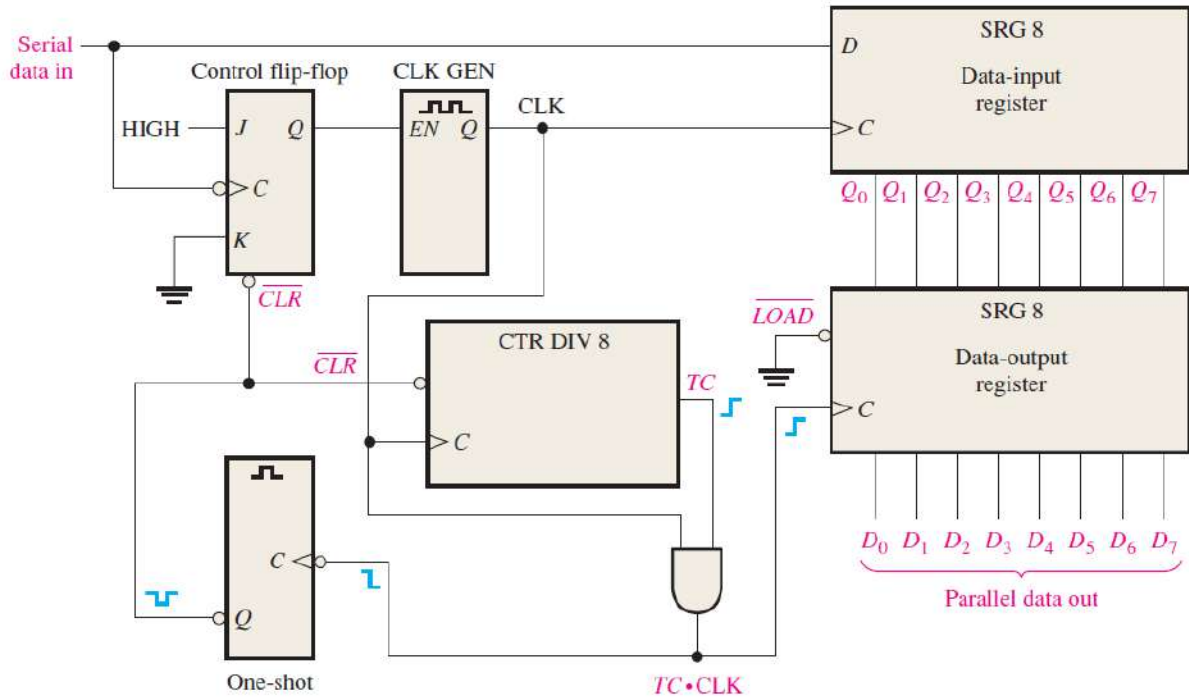 Serial
data in
Control flip-flop
CLK GEN
CLK
HIGH
J
Q
EN
Q
C
K
CLR
D
SRG 8
Data-input
register
C
Q0 Q1 Q2 Q3 Q4 Q5 Q6 Q7
CLR
CTR DIV 8
TC
C
LOAD
SRG 8
Data-output
register
C
D0 D1 D2 D3 D4 D5 D6 D7
Parallel data out
C
Q
One-shot
TC•CLK